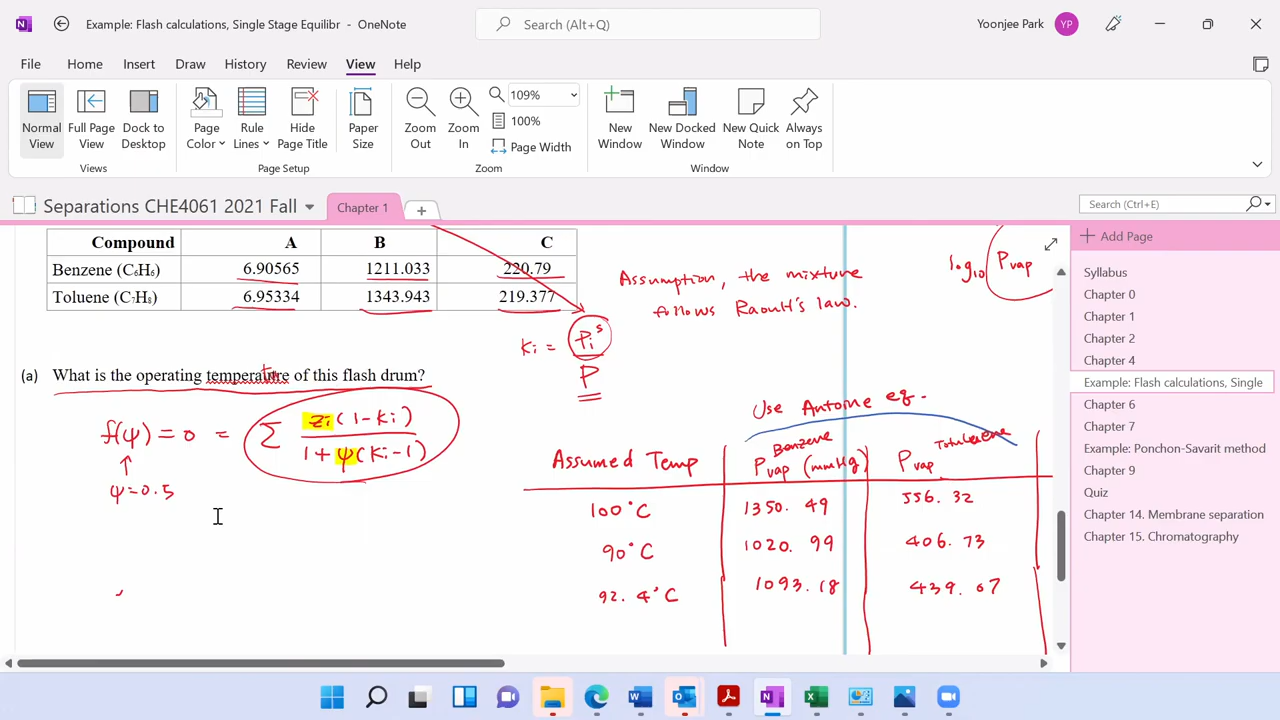 Example: Flash calculations, Single Stage Equilibr - OneNote
Search (Alt+Q)
Yoonjee Park
YP
File Home Insert Draw History Review View Help
Normal View
Full Page View
Dock to Desktop
Page Color
Rule Lines
Hide Page Title
Paper Size
Zoom Out
Zoom In
109%
100%
Page Width
New Window
New Docked Window
New Quick Note
Always on Top
Views Page Setup Zoom Window
Separations CHE4061 2021 Fall
Chapter 1
Search (Ctrl+E)
Add Page
Syllabus
Chapter 0
Chapter 1
Chapter 2
Chapter 4
Example: Flash calculations, Single
Chapter 6
Chapter 7
Example: Ponchon-Savarit method
Chapter 9
Quiz
Chapter 14. Membrane separation
Chapter 15. Chromatography
Compound A B C
Benzene (C6H6) 6.90565 1211.033 220.79
Toluene (C7H8) 6.95334 1343.943 219.377
Assumption, the mixture
follows Raoult's law.
log10 Pvap
Ki = Pi^s / P
(a) What is the operating temperature of this flash drum?
f(ψ) = 0 = Σ zi(1-Ki) / 1+ψ(Ki-1)
ψ=0.5
Use Antoine eq.
Assumed Temp Pvap Benzene (mmHg) Pvap
100°C 1350.49 556.32
90°C 1020.99 406.73
92.4°C 1093.18 439.07